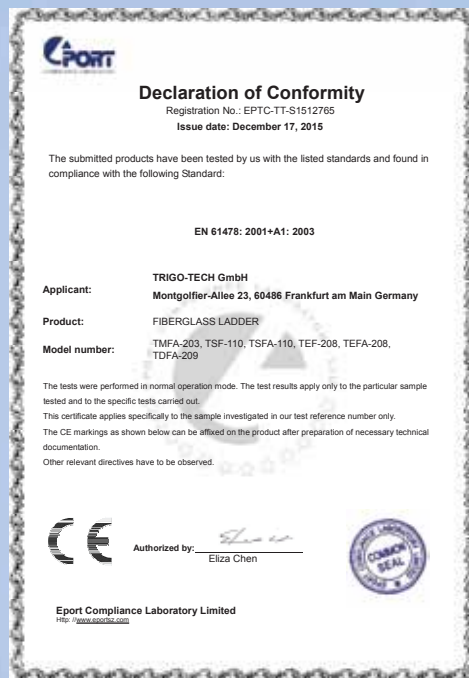 EPORT
Declaration of Conformity
Registration No.: EPTC-TT-S1512765
Issue date: December 17, 2015
The submitted products have been tested by us with the listed standards and found in
compliance with the following Standard:
EN 61478: 2001+A1: 2003
Applicant:
TRIGO-TECH GmbH
Montgolfier-Allee 23, 60486 Frankfurt am Main Germany
Product: FIBERGLASS LADDER
Model number: TMFA-203, TSF-110, TSFA-110, TEF-208, TEFA-208,
TDFA-209
The tests were performed in normal operation mode. The test results apply only to the particular sample
tested and to the specific tests carried out.
This certificate applies specifically to the sample investigated in our test reference number only.
The CE markings as shown below can be affixed on the product after preparation of necessary technical
documentation.
Other relevant directives have to be observed.
CE
Authorized by:
Eliza Chen
COMMON
SEAL
Eport Compliance Laboratory Limited
Http: //www.eportsz.com